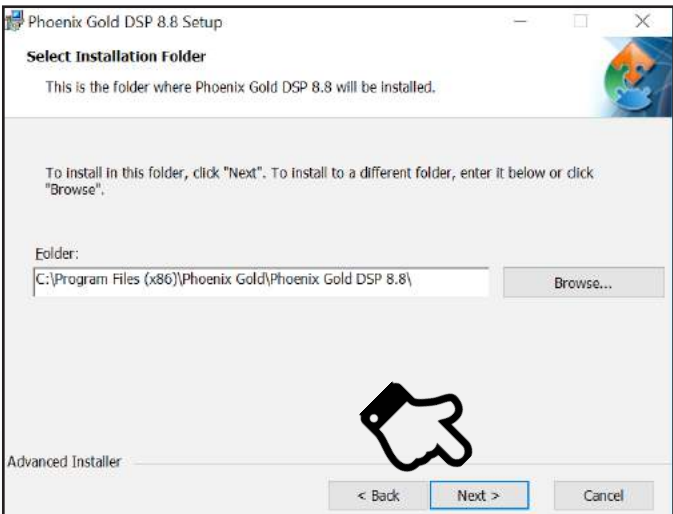 Phoenix Gold DSP 8.8 Setup
Select Installation Folder
This is the folder where Phoenix Gold DSP 8.8 will be installed.
To install in this folder, click "Next". To install to a different folder, enter it below or click
"Browse".
Folder:
C:\Program Files (x86)\Phoenix Gold\Phoenix Gold DSP 8.8\
Browse...
Advanced Installer
< Back
Next >
Cancel